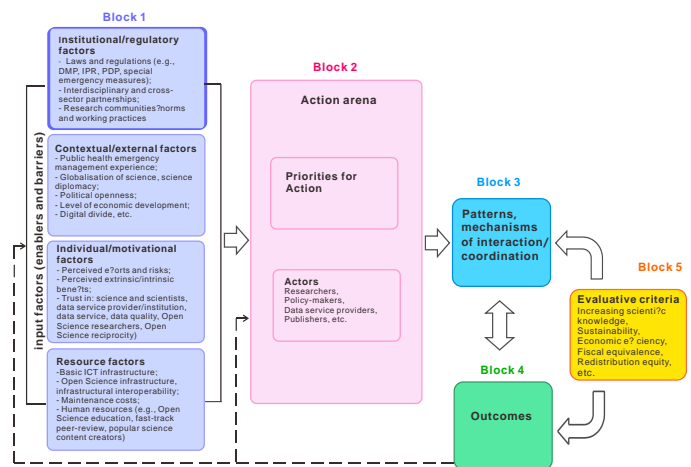 Block 1
Institutional/regulatory
factors
- Laws and regulations (e.g.,
DMP, IPR, PDP, special
emergency measures);
- Interdisciplinary and cross-
sector partnerships;
- Research communities?norms
and working practices
Contextual/external factors
- Public health emergency
management experience;
- Globalisation of science, science
diplomacy;
- Political openness;
- Level of economic development;
- Digital divide, etc.
Individual/motivational
factors
- Perceived e?orts and risks;
- Perceived extrinsic/intrinsic
bene?ts;
- Trust in: science and scientists,
data service provider/institution,
data service, data quality, Open
Science researchers, Open
Science reciprocity)
Resource factors
-Basic ICT infrastructure;
- Open Science infrastructure,
infrastructural interoperability;
- Maintenance costs;
- Human resources (e.g., Open
Science education, fast-track
peer-review, popular science
content creators)
input factors (enablers and barriers)
Block 2
Action arena
Priorities for
Action
Actors
Researchers,
Policy-makers,
Data service providers,
Publishers, etc.
Block 3
Patterns,
mechanisms
of interaction/
coordination
Block 4
Outcomes
Block 5
Evaluative criteria
Increasing scienti?c
knowledge,
Sustainability,
Economic e? ciency,
Fiscal equivalence,
Redistribution equity,
etc.